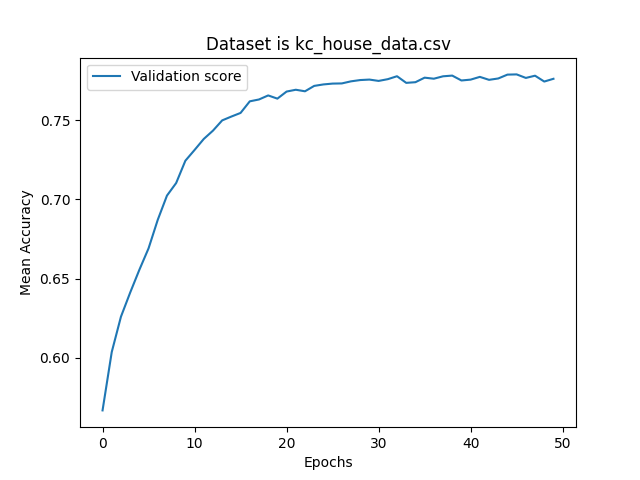 Dataset is kc_house_data.csv
Validation score
Mean Accuracy
0.75
0.70
0.65
0.60
0
10
20
30
40
50
Epochs